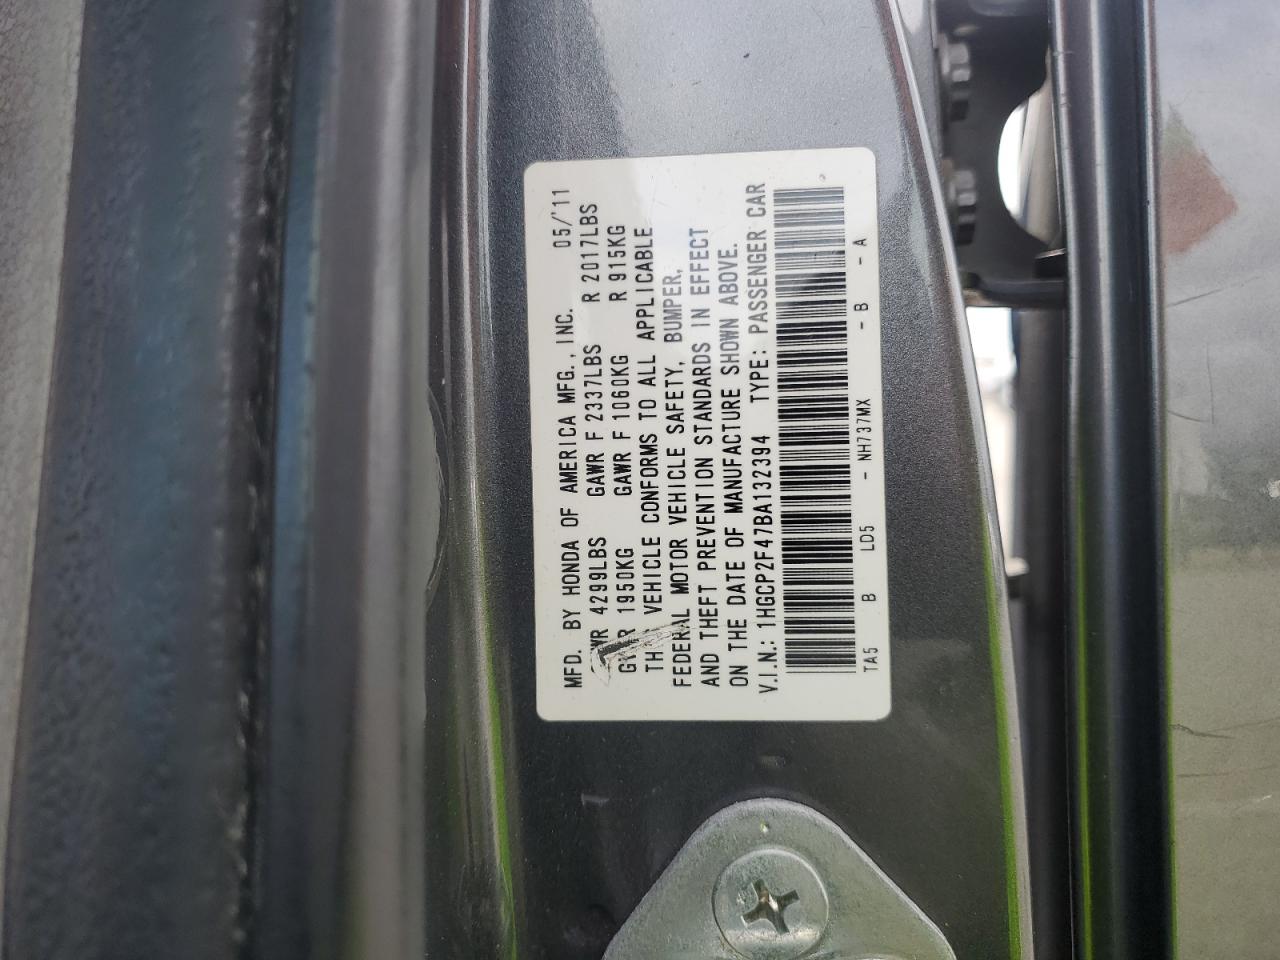 MFD. BY HONDA OF AMERICA MFG., INC. 05/'11
WR 4299LBS GAWR F 2337LBS R 2017LBS
GV R 1950KG GAWR F 1060KG R 915KG
TH S VEHICLE CONFORMS TO ALL APPLICABLE
FEDERAL MOTOR VEHICLE SAFETY, BUMPER,
AND THEFT PREVENTION STANDARDS IN EFFECT
ON THE DATE OF MANUFACTURE SHOWN ABOVE.
V.I.N.: 1HGCP2F47BA132394 TYPE: PASSENGER CAR
TA5 B LD5 - NH737MX - B - A